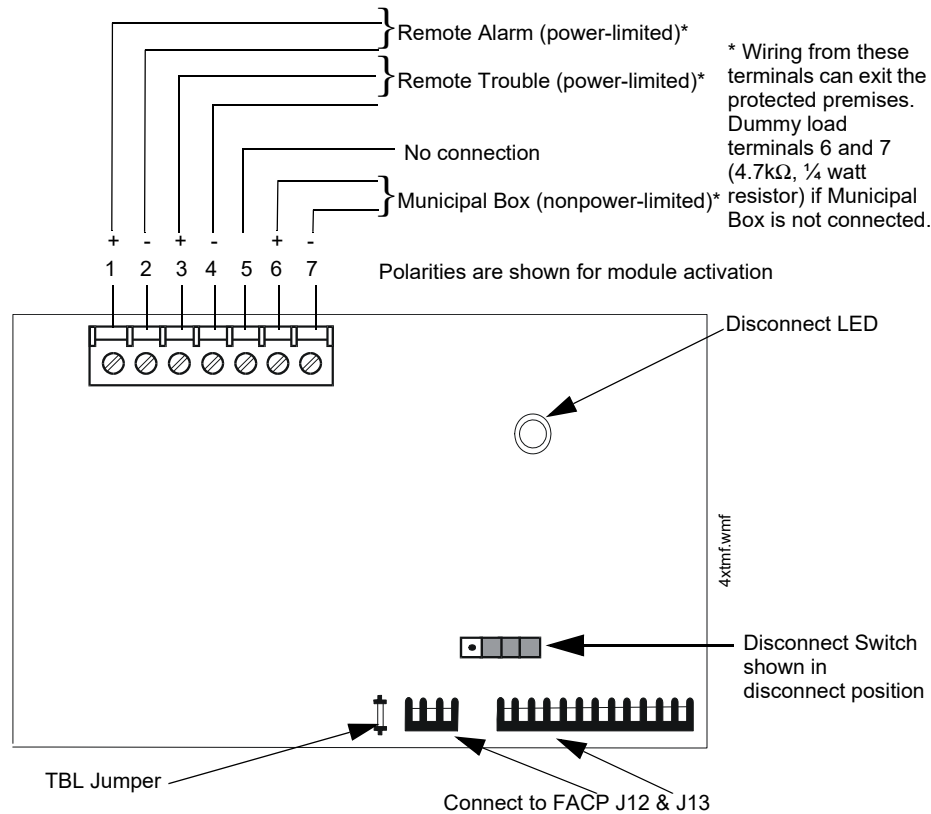 Remote Alarm (power-limited)*
Remote Trouble (power-limited)*
No connection
Municipal Box (nonpower-limited)*
* Wiring from these
terminals can exit the
protected premises.
Dummy load
terminals 6 and 7
(4.7kΩ, ¼ watt
resistor) if Municipal
Box is not connected.
+ - + - + -
1 2 3 4 5 6 7
Polarities are shown for module activation
Disconnect LED
4xtmf.wmf
Disconnect Switch
shown in
disconnect position
TBL Jumper
Connect to FACP J12 & J13